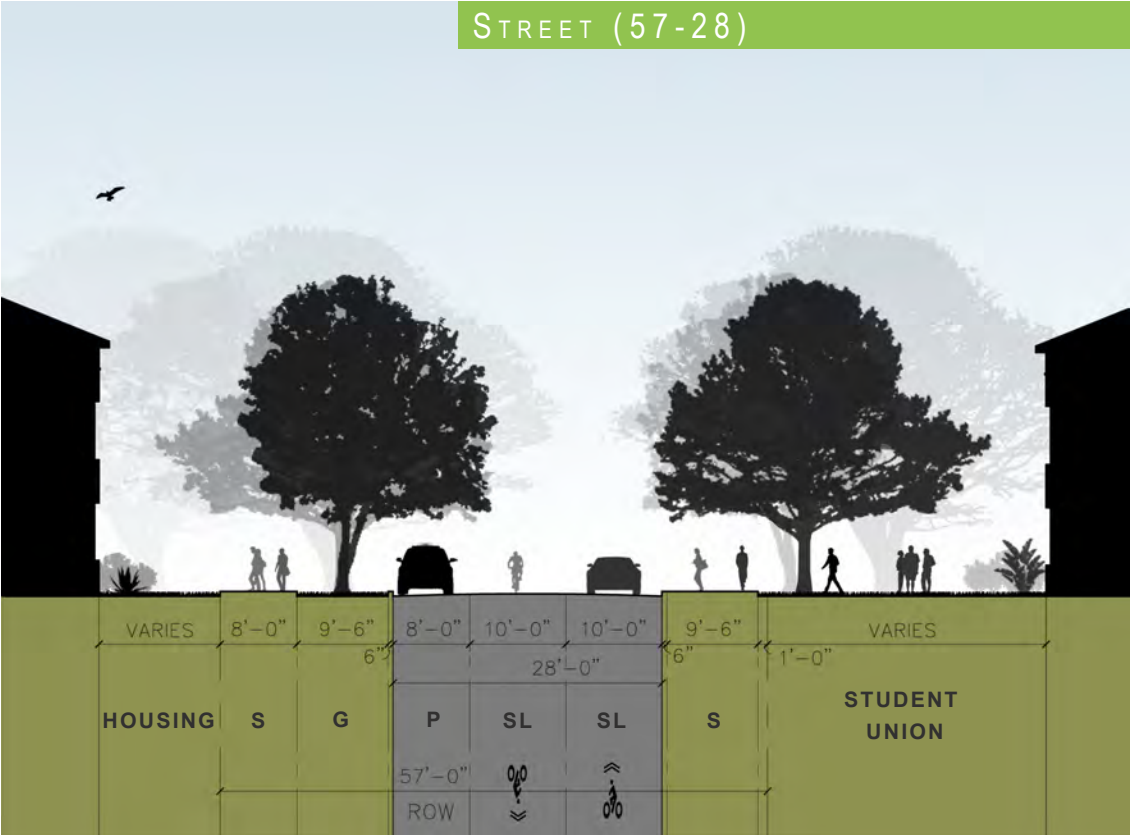 STREET (57-28)
VARIES 8'-0" 9'-6" 8'-0" 10'-0" 10'-0" 9'-6" VARIES
6" 6" 1'-0"
28'-0"
HOUSING S G P SL SL S STUDENT
UNION
57'-0"
ROW